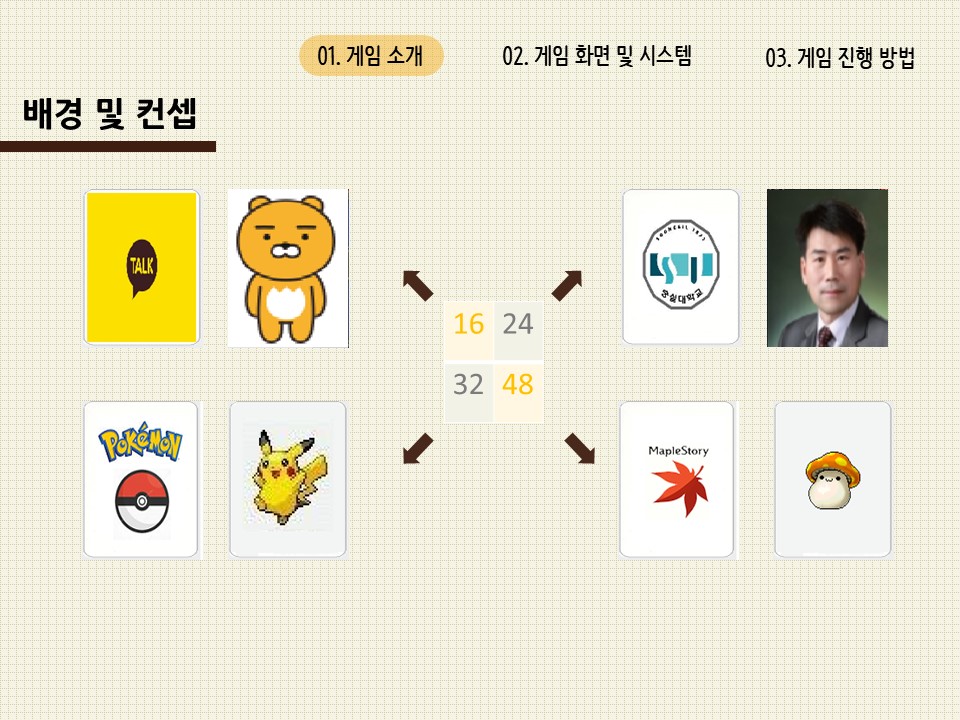 01. 게임 소개
02. 게임 화면 및 시스템
03. 게임 진행 방법
배경 및 컨셉
TALK
SOONGSIL 1897
숭실대학교
16 24
32 48
POKéMON
MapleStory